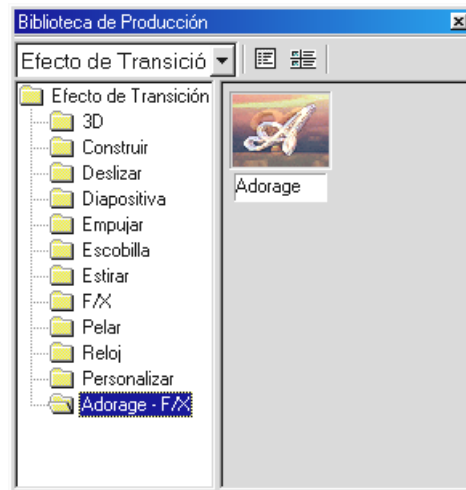 Biblioteca de Producción
Efecto de Transició
Efecto de Transición
3D
Construir
Deslizar
Diapositiva
Empujar
Escobilla
Estirar
F/X
Pelar
Reloj
Personalizar
Adorage - F/X
Adorage